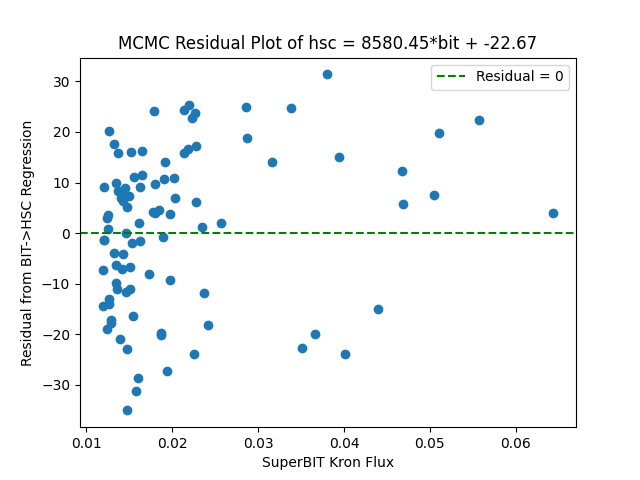 MCMC Residual Plot of hsc = 8580.45*bit + -22.67
Residual = 0
Residual from BIT->HSC Regression
30
20
10
0
−10
−20
−30
0.01 0.02 0.03 0.04 0.05 0.06
SuperBIT Kron Flux